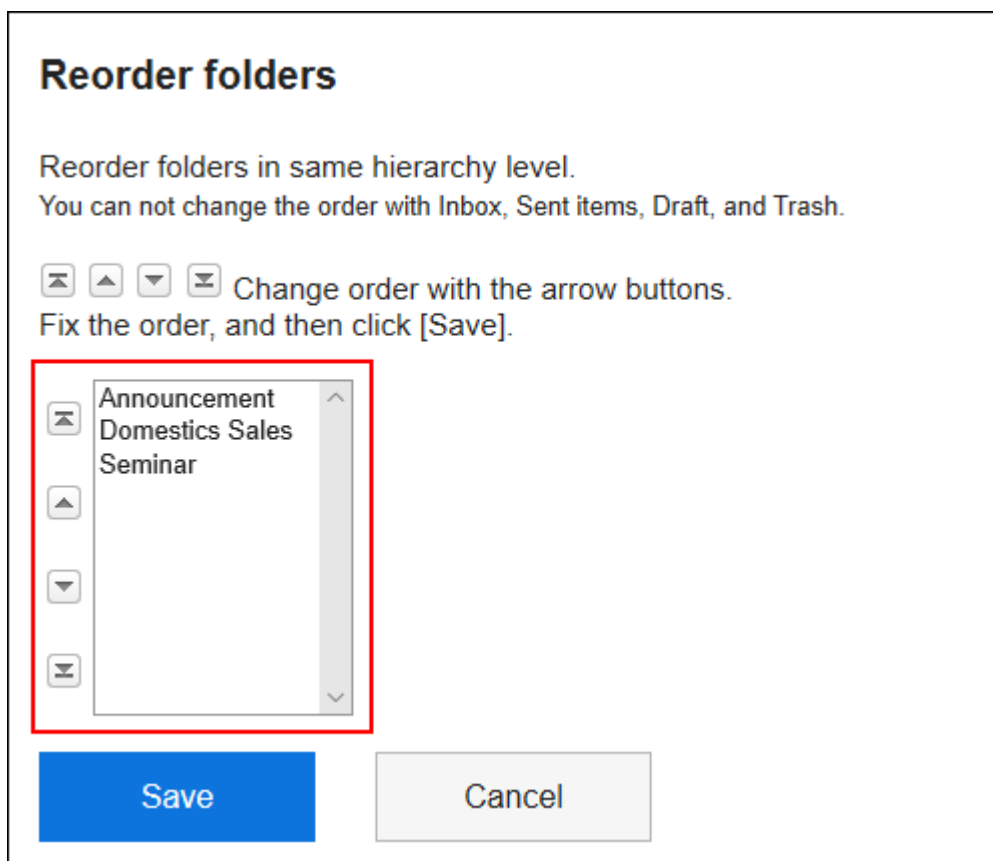 Reorder folders
Reorder folders in same hierarchy level.
You can not change the order with Inbox, Sent items, Draft, and Trash.
Change order with the arrow buttons.
Fix the order, and then click [Save].
Announcement
Domestics Sales
Seminar
Save
Cancel